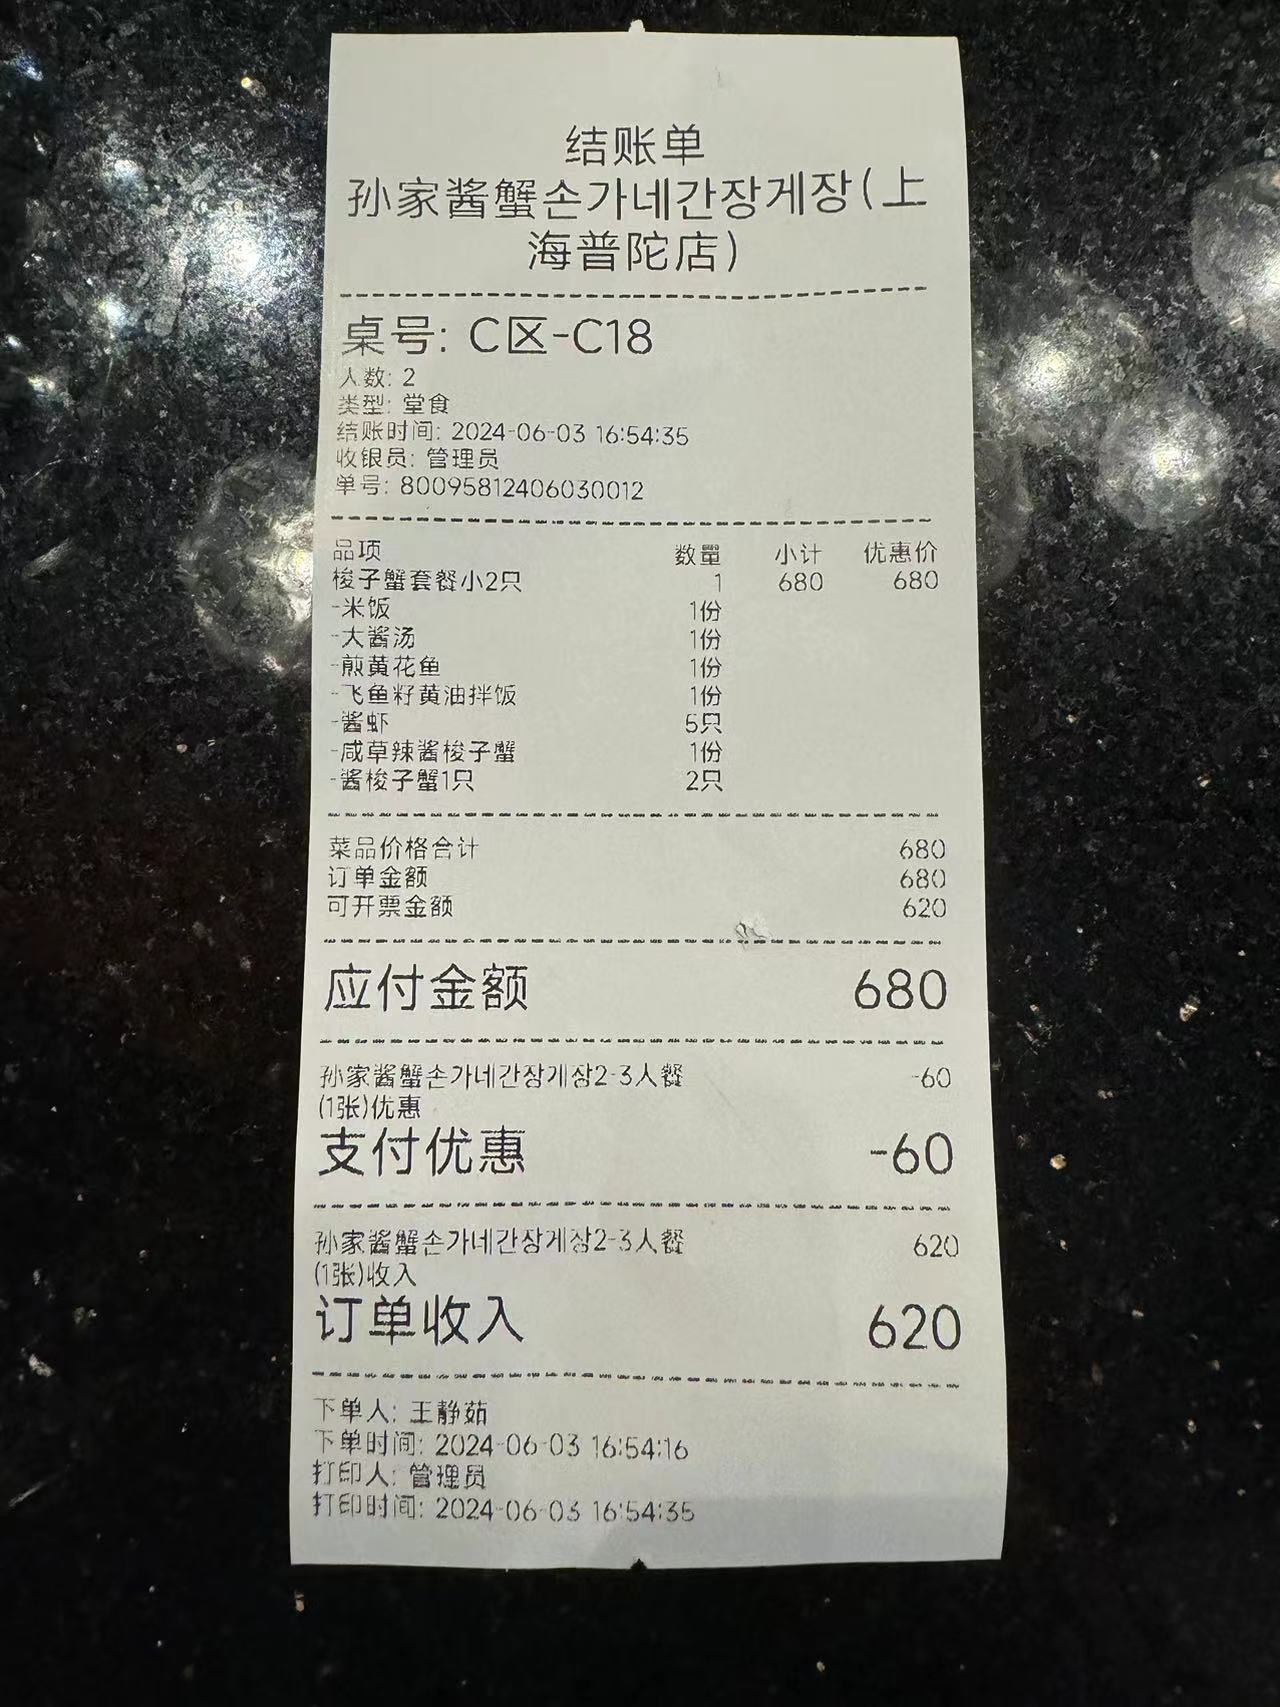 结账单
孙家酱蟹손가네간장게장(上
海普陀店)
桌号: C区-C18
人数: 2
类型: 堂食
结账时间: 2024-06-03 16:54:35
收银员: 管理员
单号: 80095812406030012
品项 数量 小计 优惠价
梭子蟹套餐小2只 1 680 680
-米饭 1份
-大酱汤 1份
-煎黄花鱼 1份
-飞鱼籽黄油拌饭 1份
-酱虾 5只
-咸草辣酱梭子蟹 1份
-酱梭子蟹1只 2只
菜品价格合计 680
订单金额 680
可开票金额 620
应付金额 680
孙家酱蟹손가네간장게장2-3人餐 -60
(1张)优惠
支付优惠 -60
孙家酱蟹손가네간장게장2-3人餐 620
(1张)收入
订单收入 620
下单人: 王静茹
下单时间: 2024-06-03 16:54:16
打印人: 管理员
打印时间: 2024-06-03 16:54:35